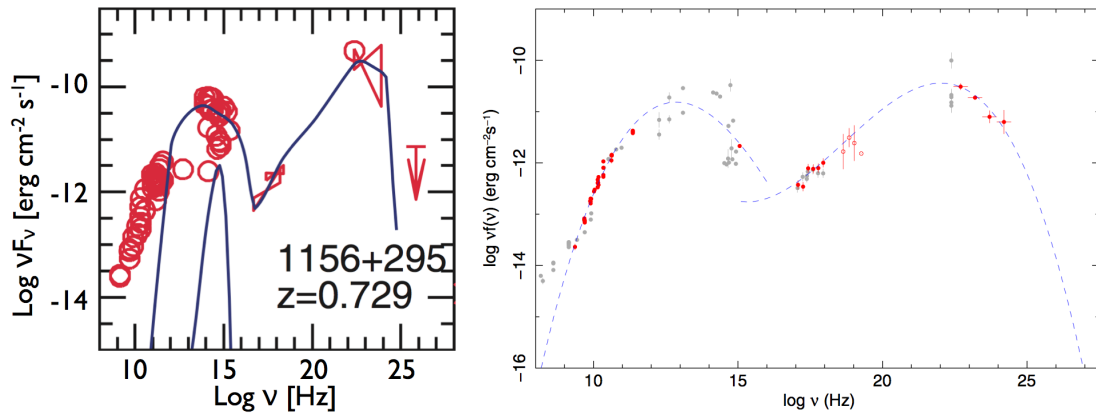 Log νFν [erg cm⁻² s⁻¹]
-10
-12
-14
1156+295
z=0.729
10 15 20 25
Log ν [Hz]
log νf(ν) (erg cm⁻²s⁻¹)
−10
−12
−14
−16
10 15 20 25
log ν (Hz)